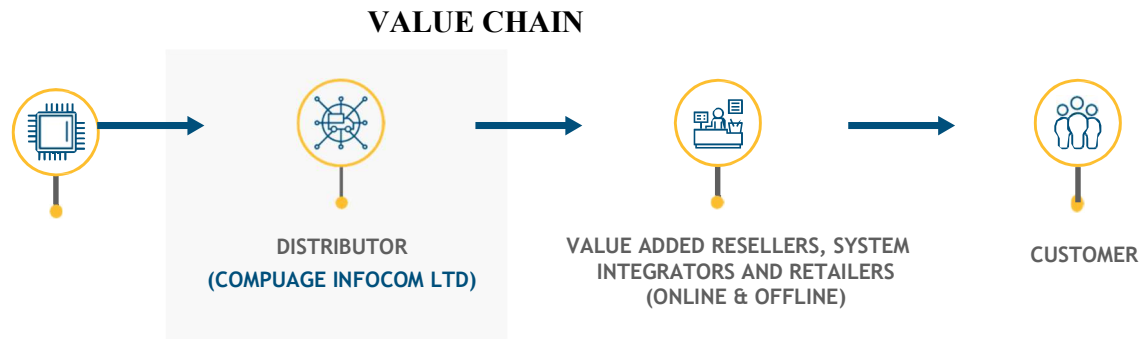 VALUE CHAIN
DISTRIBUTOR
(COMPUAGE INFOCOM LTD)
VALUE ADDED RESELLERS, SYSTEM
INTEGRATORS AND RETAILERS
(ONLINE & OFFLINE)
CUSTOMER